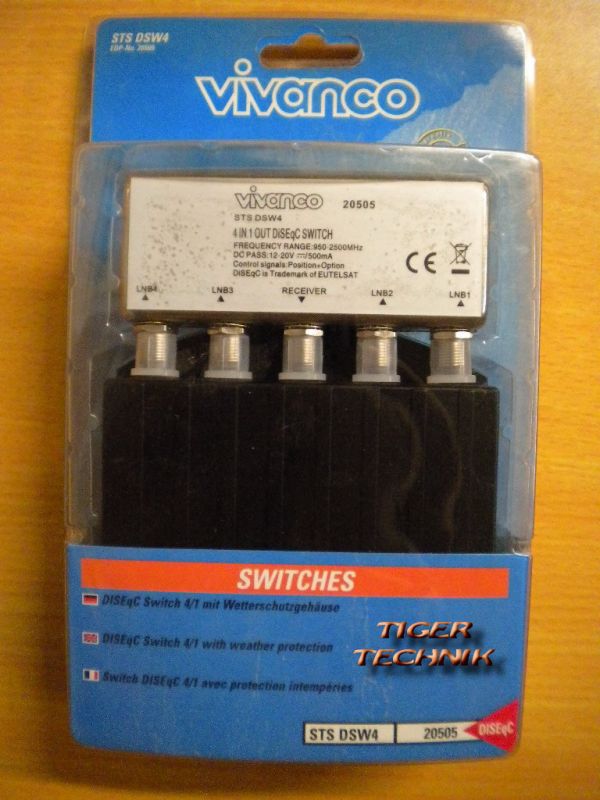 STS DSW4
EDP-No. 20505
vivanco
vivanco 20505
STS DSW4
4 IN 1 OUT DiSEqC SWITCH
FREQUENCY RANGE:950-2500MHz
DC PASS:12-20V⎓/500mA
Control signals:Position+Option
DiSEqC is Trademark of EUTELSAT
CE
LNB4 LNB3 RECEIVER LNB2 LNB1
SWITCHES
DISEqC Switch 4/1 mit Wetterschutzgehäuse
DISEqC Switch 4/1 with weather protection
Switch DISEqC 4/1 avec protection intempéries
TIGER
TECHNIK
STS DSW4 20505 DISEqC